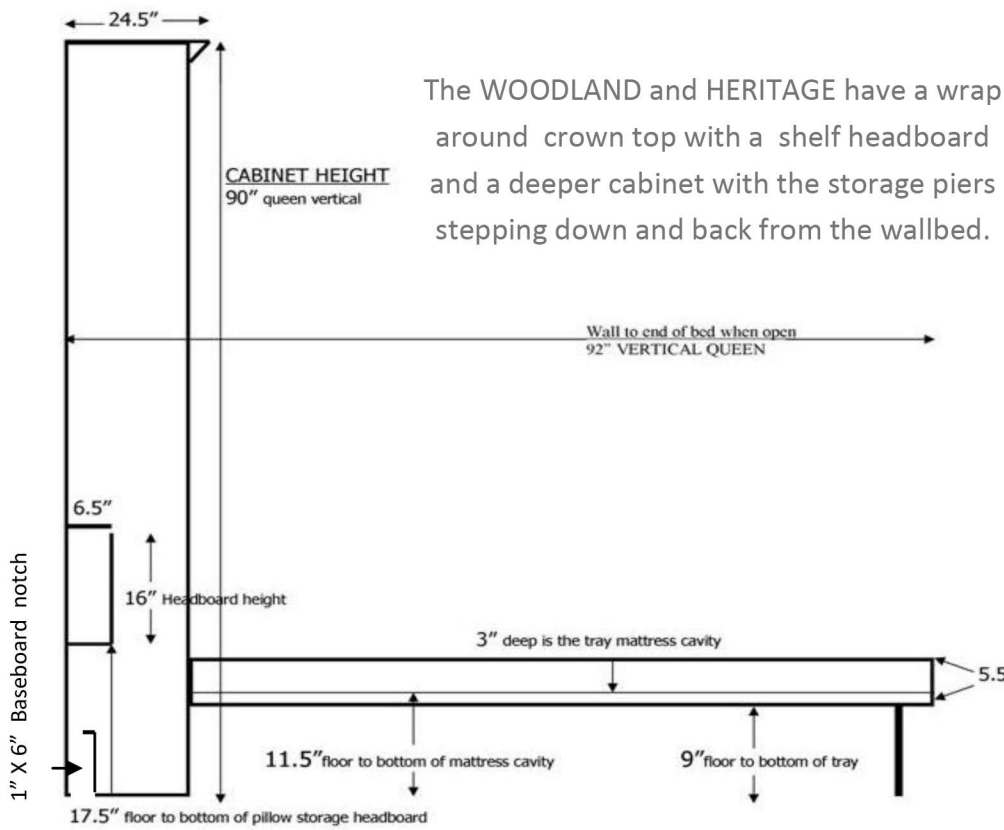 24.5”
The WOODLAND and HERITAGE have a wrap
around crown top with a shelf headboard
and a deeper cabinet with the storage piers
stepping down and back from the wallbed.
CABINET HEIGHT
90” queen vertical
Wall to end of bed when open
92” VERTICAL QUEEN
6.5”
16” Headboard height
1” X 6” Baseboard notch
3” deep is the tray mattress cavity
5.5
11.5”floor to bottom of mattress cavity
9”floor to bottom of tray
17.5” floor to bottom of pillow storage headboard